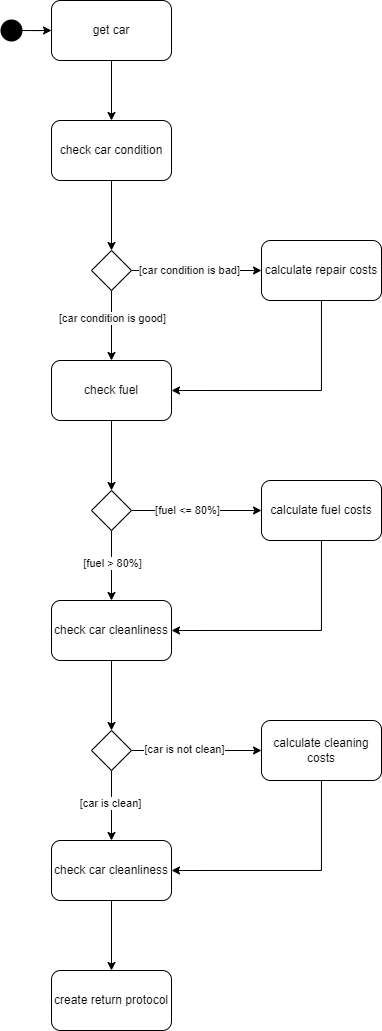 get car
check car condition
[car condition is bad]
calculate repair costs
[car condition is good]
check fuel
[fuel <= 80%]
calculate fuel costs
[fuel > 80%]
check car cleanliness
[car is not clean]
calculate cleaning
costs
[car is clean]
check car cleanliness
create return protocol